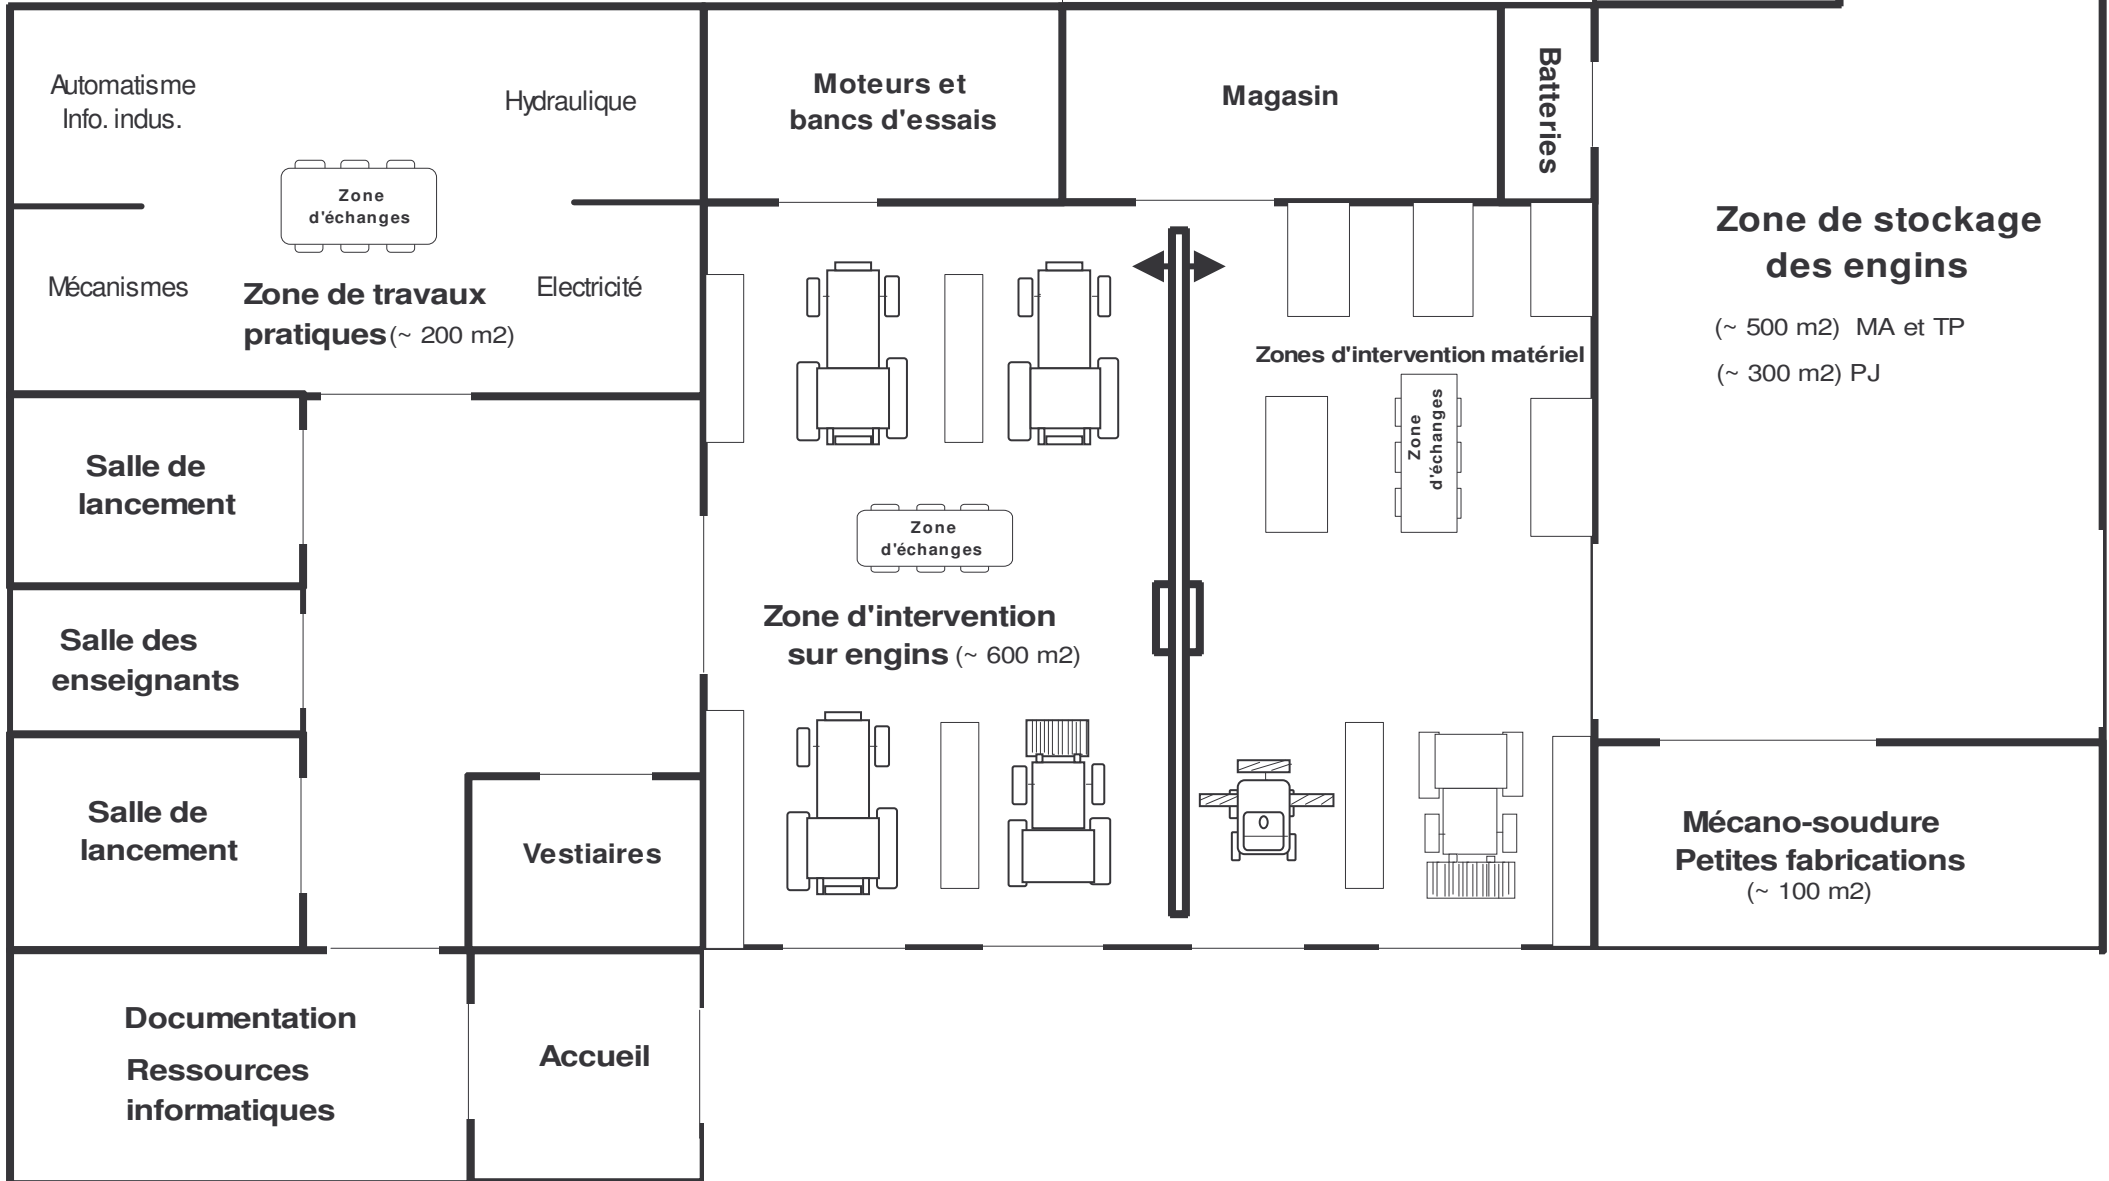 Automatisme
Info. indus.
Hydraulique
Zone
d'échanges
Mécanismes
Electricité
Zone de travaux
pratiques (~ 200 m2)
Moteurs et
bancs d'essais
Magasin
Batteries
Zone de stockage
des engins
(~ 500 m2) MA et TP
(~ 300 m2) PJ
Zones d'intervention matériel
Zone
d'échanges
Salle de
lancement
Zone
d'échanges
Zone d'intervention
sur engins (~ 600 m2)
Salle des
enseignants
Salle de
lancement
Vestiaires
Mécano-soudure
Petites fabrications
(~ 100 m2)
Documentation
Ressources
informatiques
Accueil